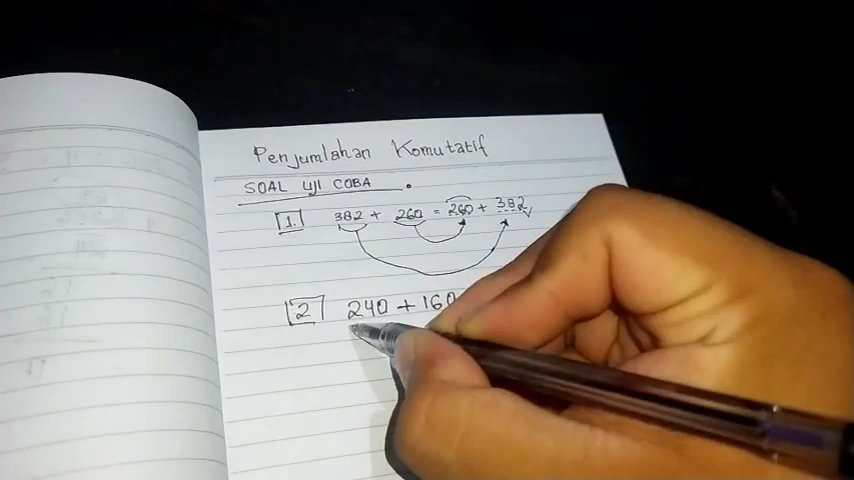 Penjumlahan Komutatif
SOAL UJI COBA .
1. 382 + 260 = 260 + 382
2 240 + 160